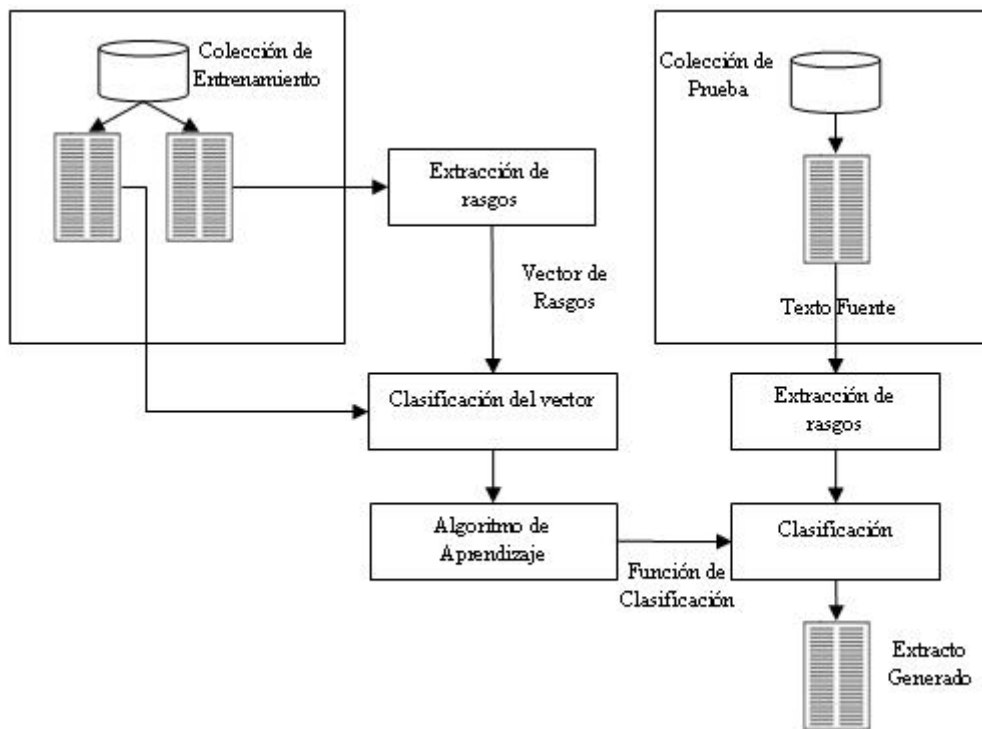 Colección de
Entrenamiento
Colección de
Prueba
Extracción de
rasgos
Vector de
Rasgos
Texto Fuente
Clasificación del vector
Extracción de
rasgos
Algoritmo de
Aprendizaje
Función de
Clasificación
Clasificación
Extracto
Generado